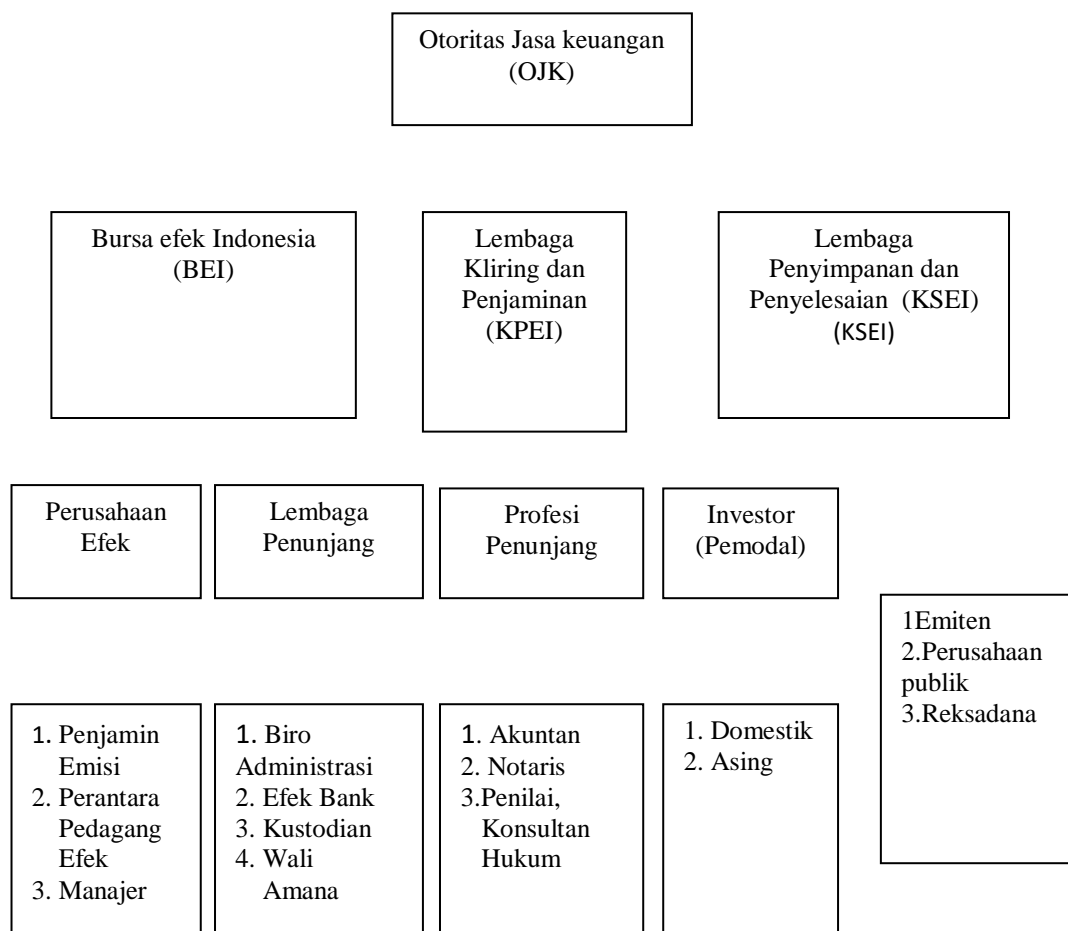 Otoritas Jasa keuangan
(OJK)
Bursa efek Indonesia
(BEI)
Lembaga
Kliring dan
Penjaminan
(KPEI)
Lembaga
Penyimpanan dan
Penyelesaian (KSEI)
(KSEI)
Perusahaan
Efek
Lembaga
Penunjang
Profesi
Penunjang
Investor
(Pemodal)
1Emiten
2.Perusahaan
publik
3.Reksadana
1. Penjamin
Emisi
2. Perantara
Pedagang
Efek
3. Manajer
1. Biro
Administrasi
2. Efek Bank
3. Kustodian
4. Wali
Amana
1. Akuntan
2. Notaris
3.Penilai,
Konsultan
Hukum
1. Domestik
2. Asing